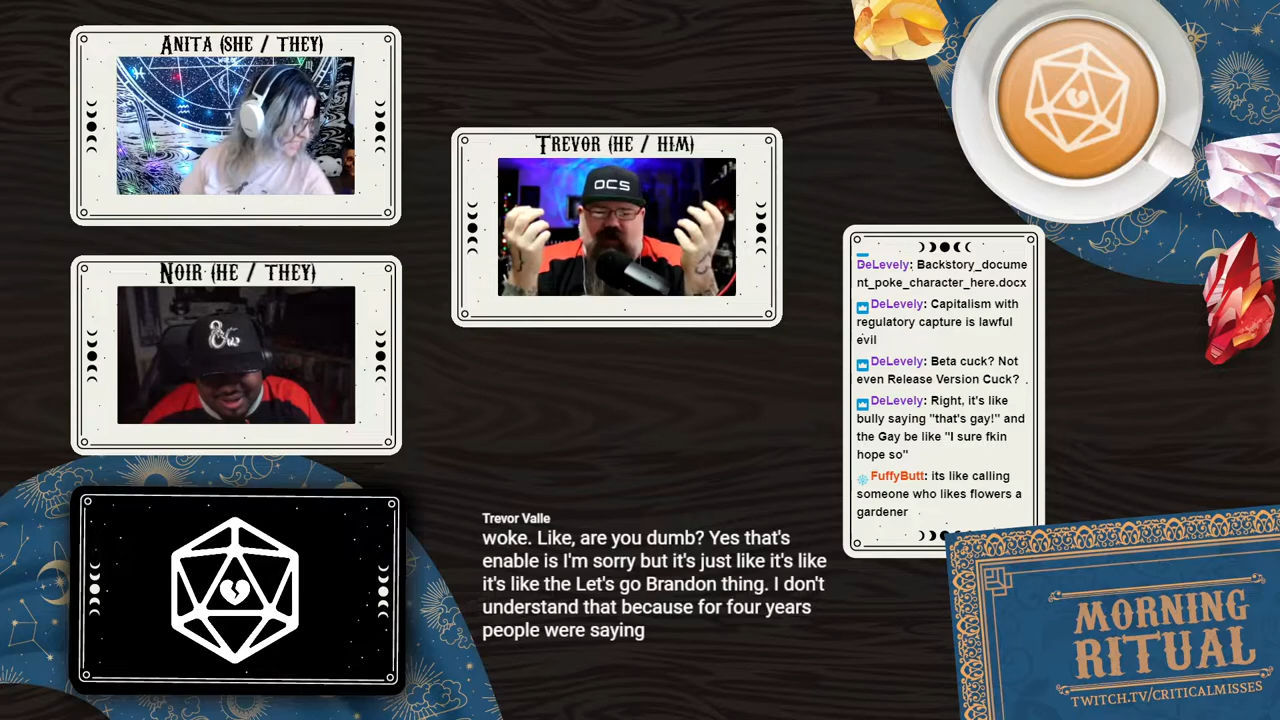 ANITA (SHE / THEY)
TREVOR (HE / HIM)
OCS
NOIR (HE / THEY)
DeLevely: Backstory_docume
nt_poke_character_here.docx
DeLevely: Capitalism with
regulatory capture is lawful
evil
DeLevely: Beta cuck? Not
even Release Version Cuck?
DeLevely: Right, it's like
bully saying "that's gay!" and
the Gay be like "I sure fkin
hope so"
FuffyButt: its like calling
someone who likes flowers a
gardener
Trevor Valle
woke. Like, are you dumb? Yes that's
enable is I'm sorry but it's just like it's like
it's like the Let's go Brandon thing. I don't
understand that because for four years
people were saying
MORNING
RITUAL
TWITCH.TV/CRITICALMISSES